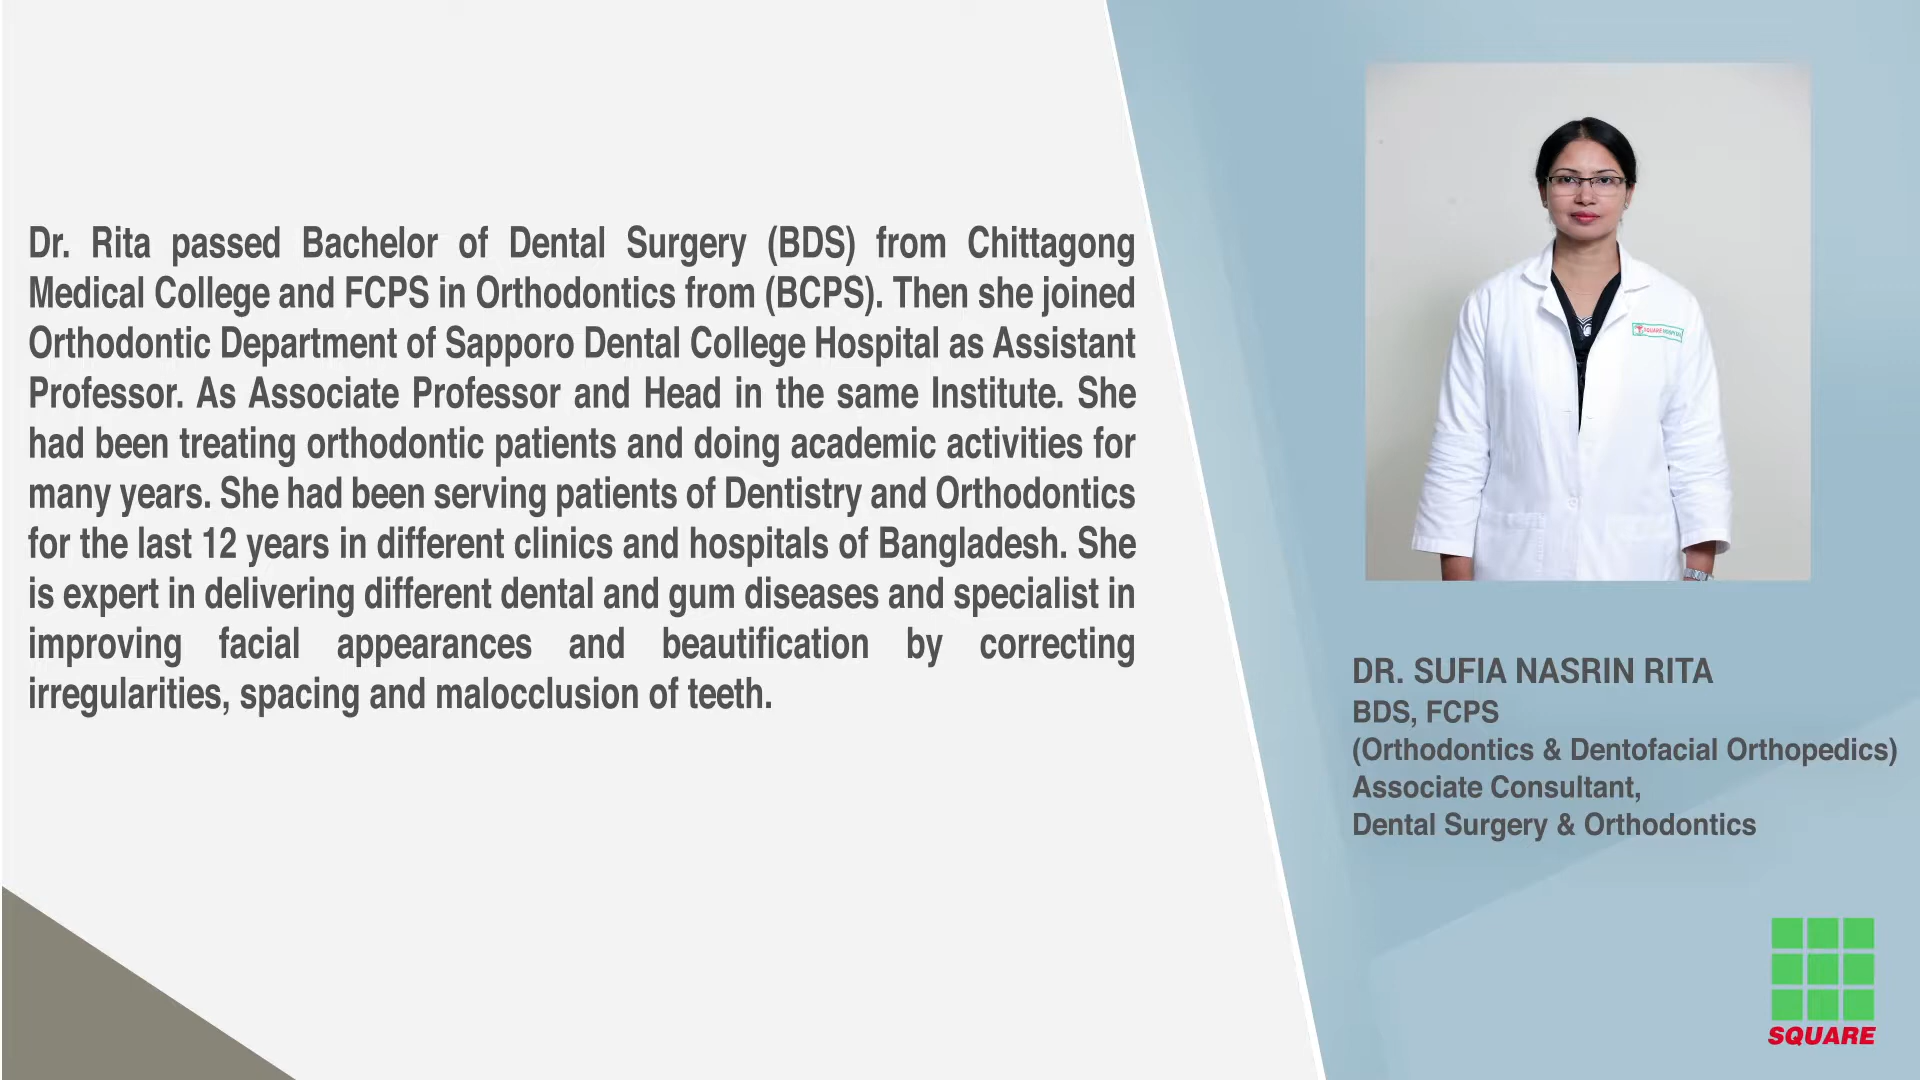 Dr. Rita passed Bachelor of Dental Surgery (BDS) from Chittagong
Medical College and FCPS in Orthodontics from (BCPS). Then she joined
Orthodontic Department of Sapporo Dental College Hospital as Assistant
Professor. As Associate Professor and Head in the same Institute. She
had been treating orthodontic patients and doing academic activities for
many years. She had been serving patients of Dentistry and Orthodontics
for the last 12 years in different clinics and hospitals of Bangladesh. She
is expert in delivering different dental and gum diseases and specialist in
improving facial appearances and beautification by correcting
irregularities, spacing and malocclusion of teeth.
SQUARE HOSPITAL
DR. SUFIA NASRIN RITA
BDS, FCPS
(Orthodontics & Dentofacial Orthopedics)
Associate Consultant,
Dental Surgery & Orthodontics
SQUARE